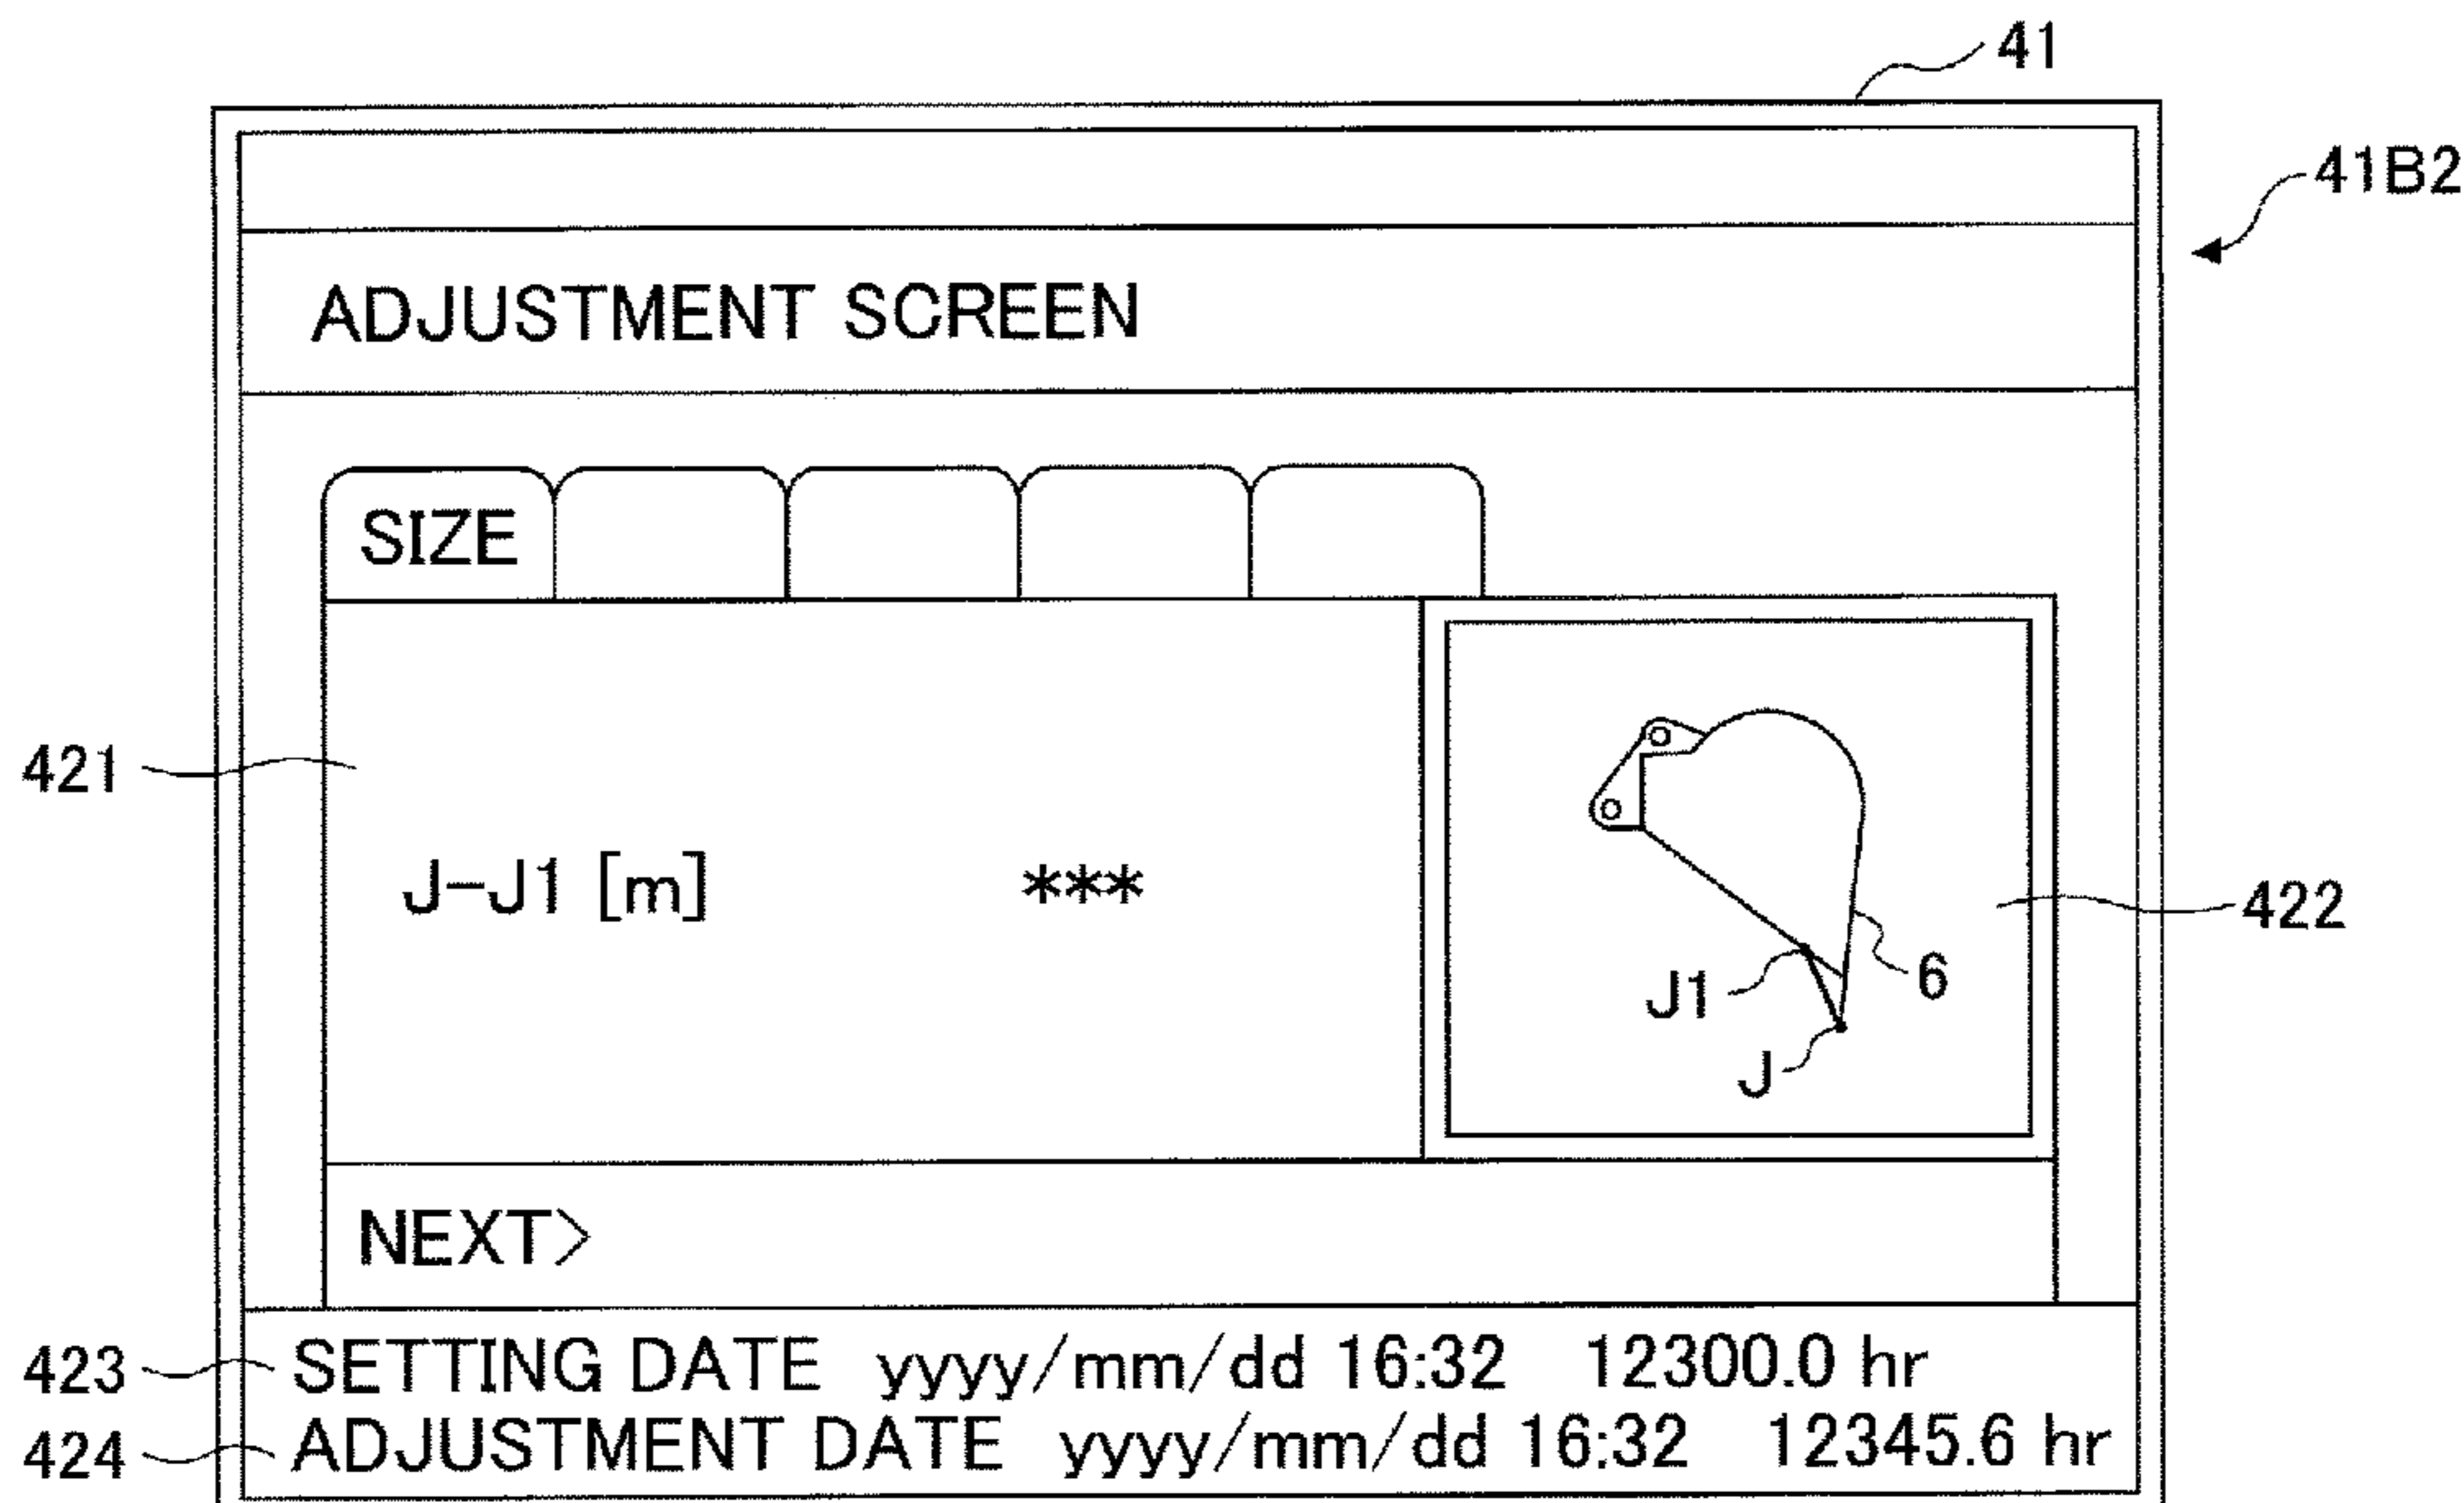 41
41B2
ADJUSTMENT SCREEN
SIZE
421
J-J1 [m] ***
422
6
J1
J
NEXT>
423 SETTING DATE yyyy/mm/dd 16:32 12300.0 hr
424 ADJUSTMENT DATE yyyy/mm/dd 16:32 12345.6 hr